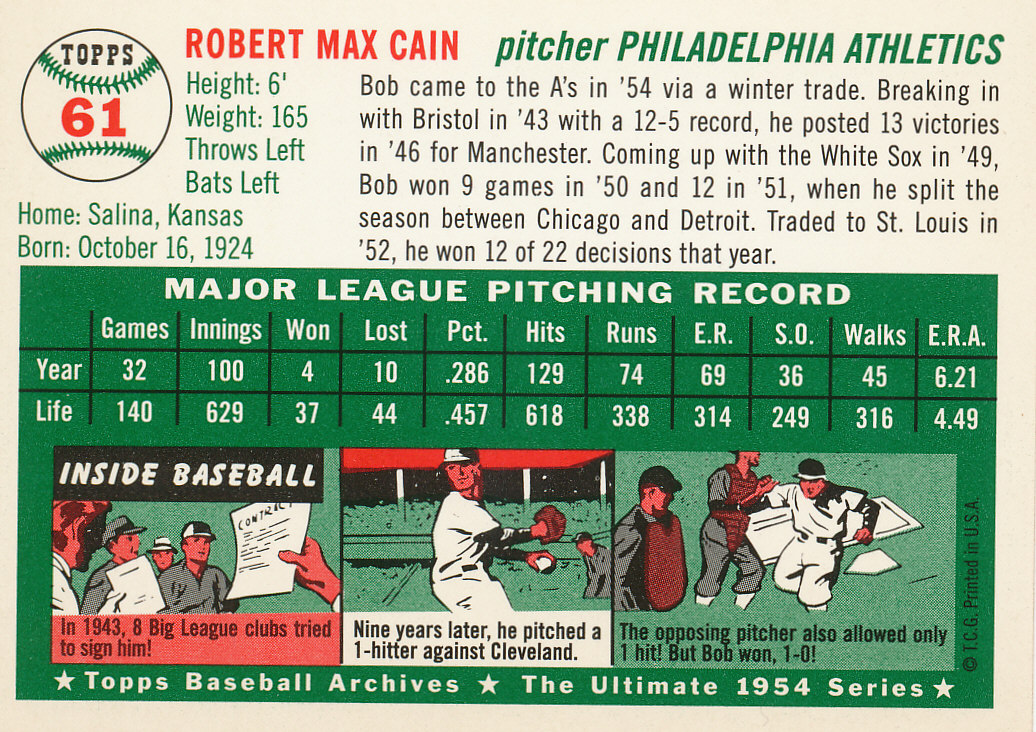 TOPPS
61
ROBERT MAX CAIN
pitcher PHILADELPHIA ATHLETICS
Height: 6'
Weight: 165
Throws Left
Bats Left
Home: Salina, Kansas
Born: October 16, 1924
Bob came to the A's in '54 via a winter trade. Breaking in
with Bristol in '43 with a 12-5 record, he posted 13 victories
in '46 for Manchester. Coming up with the White Sox in '49,
Bob won 9 games in '50 and 12 in '51, when he split the
season between Chicago and Detroit. Traded to St. Louis in
'52, he won 12 of 22 decisions that year.
MAJOR LEAGUE PITCHING RECORD
Games Innings Won Lost Pct. Hits Runs E.R. S.O. Walks E.R.A.
Year 32 100 4 10 .286 129 74 69 36 45 6.21
Life 140 629 37 44 .457 618 338 314 249 316 4.49
INSIDE BASEBALL
CONTRACT
In 1943, 8 Big League clubs tried
to sign him!
Nine years later, he pitched a
1-hitter against Cleveland.
The opposing pitcher also allowed only
1 hit! But Bob won, 1-0!
© T.C.G. Printed in U.S.A.
★ Topps Baseball Archives ★ The Ultimate 1954 Series ★